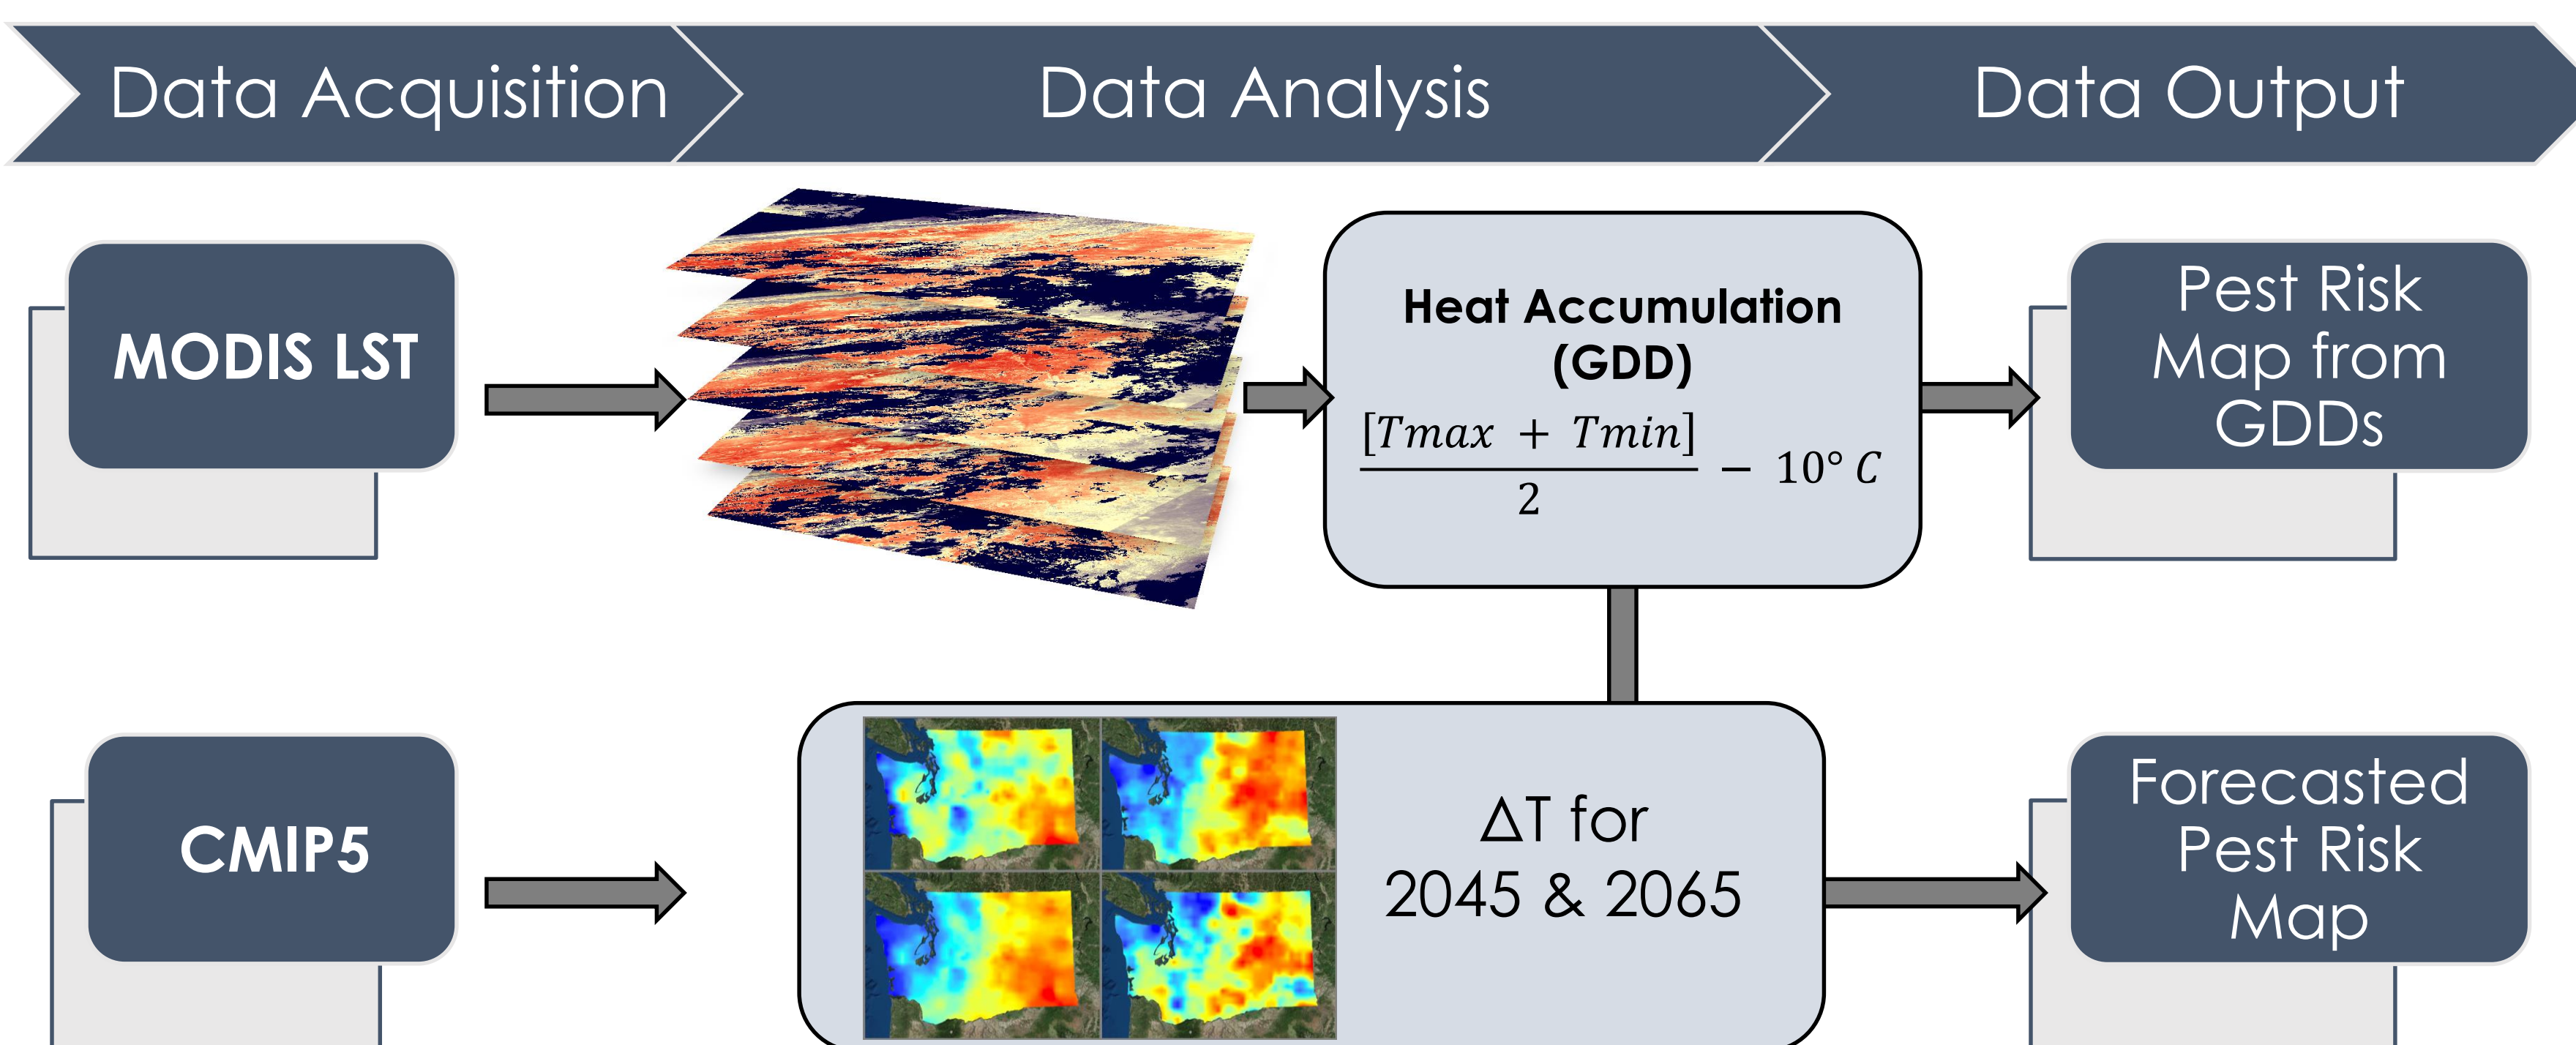 Data Acquisition
Data Analysis
Data Output
MODIS LST
Heat Accumulation
(GDD)
[Tmax + Tmin]
2
− 10° C
Pest Risk
Map from
GDDs
CMIP5
ΔT for
2045 & 2065
Forecasted
Pest Risk
Map